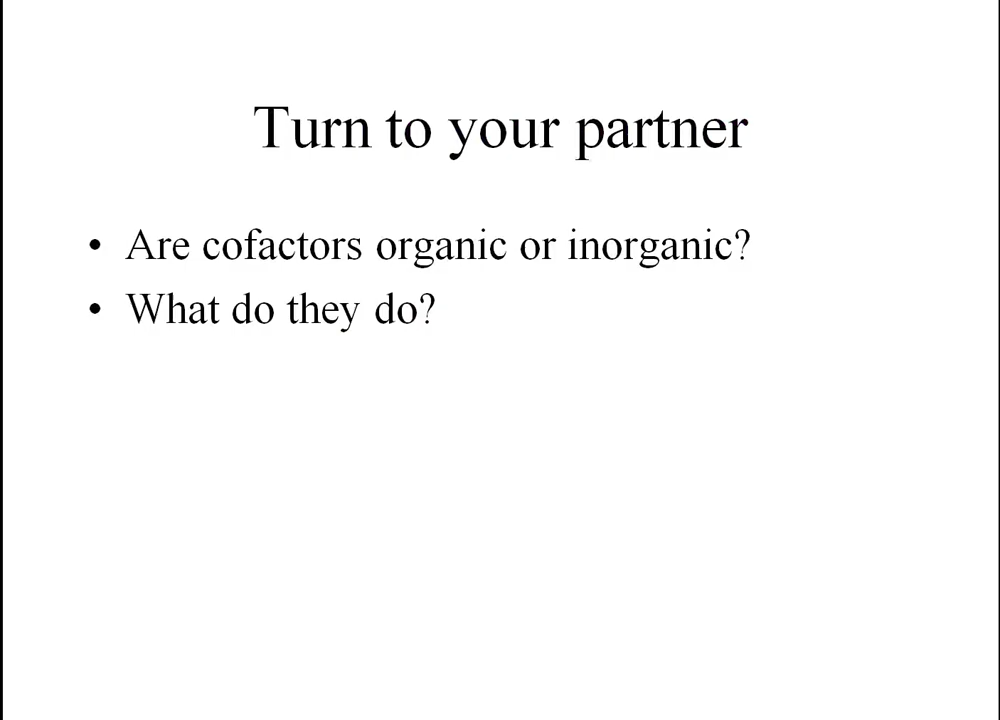 Turn to your partner
• Are cofactors organic or inorganic?
• What do they do?